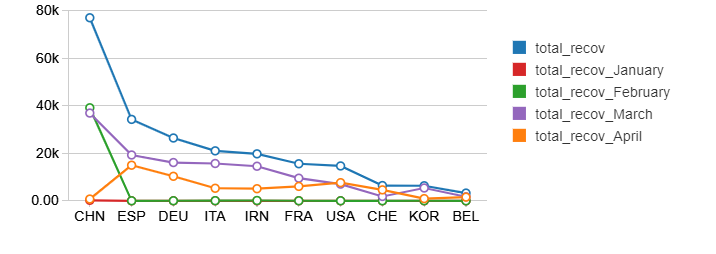 80k
60k
40k
20k
0.00
CHN ESP DEU ITA IRN FRA USA CHE KOR BEL
total_recov
total_recov_January
total_recov_February
total_recov_March
total_recov_April